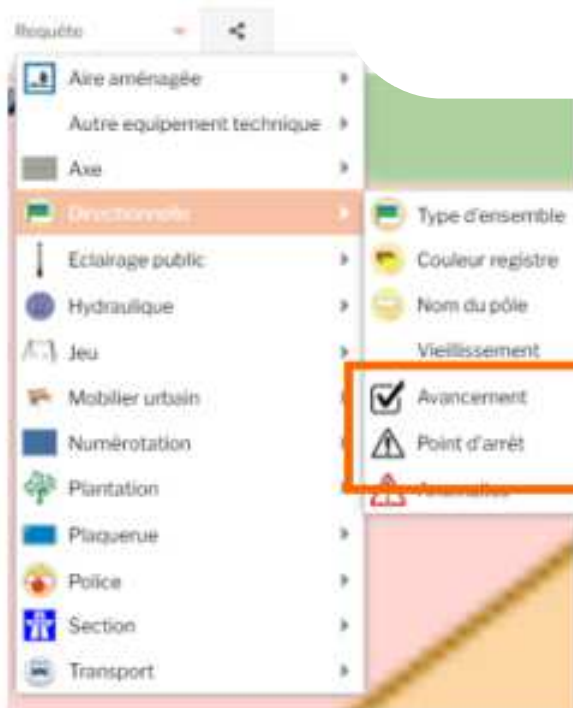 Requête
Aire aménagée
Autre equipement technique
Axe
Directionnelle
Eclairage public
Hydraulique
Jeu
Mobilier urbain
Numérotation
Plantation
Plaquerue
Police
Section
Transport
Type d'ensemble
Couleur registre
Nom du pôle
Vieillissement
Avancement
Point d'arrêt
Anomalies